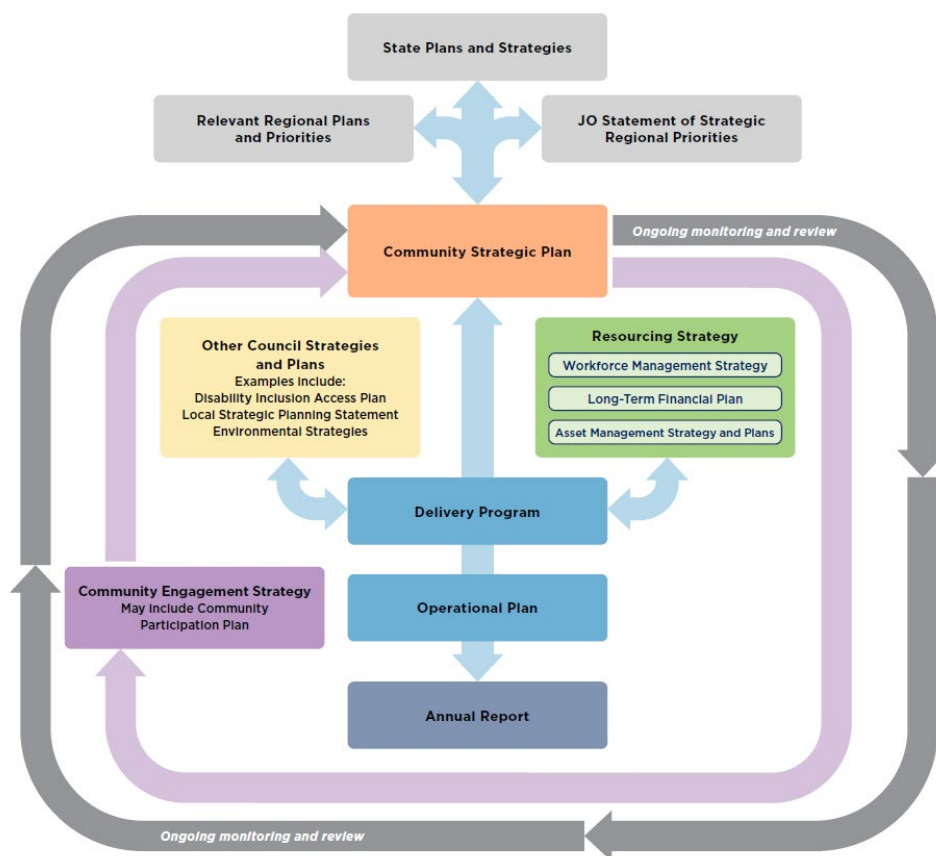 State Plans and Strategies
Relevant Regional Plans
and Priorities
JO Statement of Strategic
Regional Priorities
Community Strategic Plan
Ongoing monitoring and review
Other Council Strategies
and Plans
Examples Include:
Disability Inclusion Access Plan
Local Strategic Planning Statement
Environmental Strategies
Resourcing Strategy
Workforce Management Strategy
Long-Term Financial Plan
Asset Management Strategy and Plans
Delivery Program
Community Engagement Strategy
May Include Community
Participation Plan
Operational Plan
Annual Report
Ongoing monitoring and review